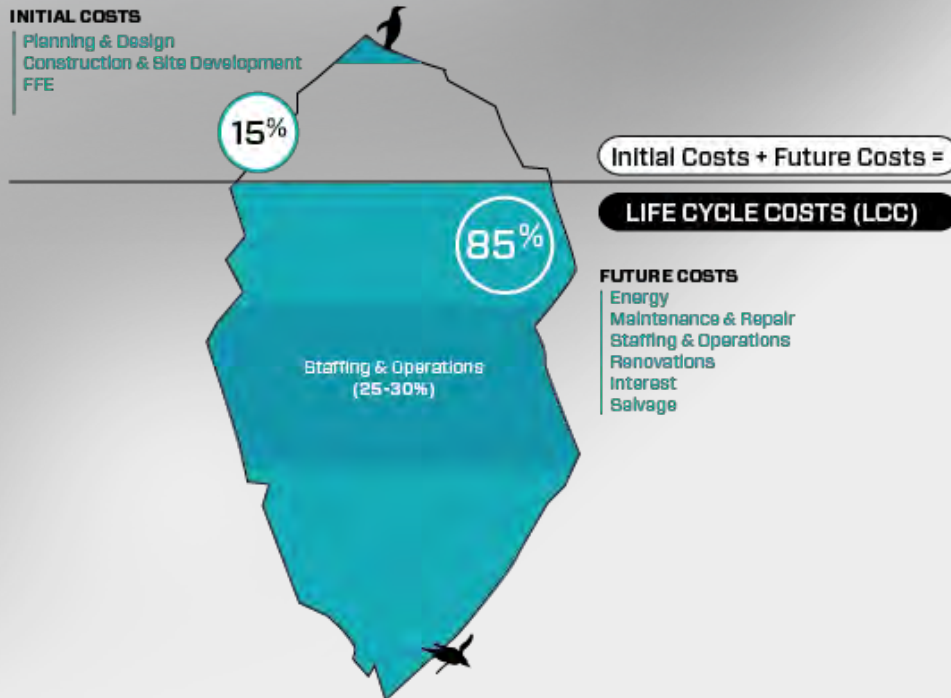 INITIAL COSTS
Planning & Design
Construction & Site Development
FFE
15%
Initial Costs + Future Costs =
LIFE CYCLE COSTS (LCC)
85%
FUTURE COSTS
Energy
Maintenance & Repair
Staffing & Operations
Renovations
Interest
Salvage
Staffing & Operations
(25-30%)